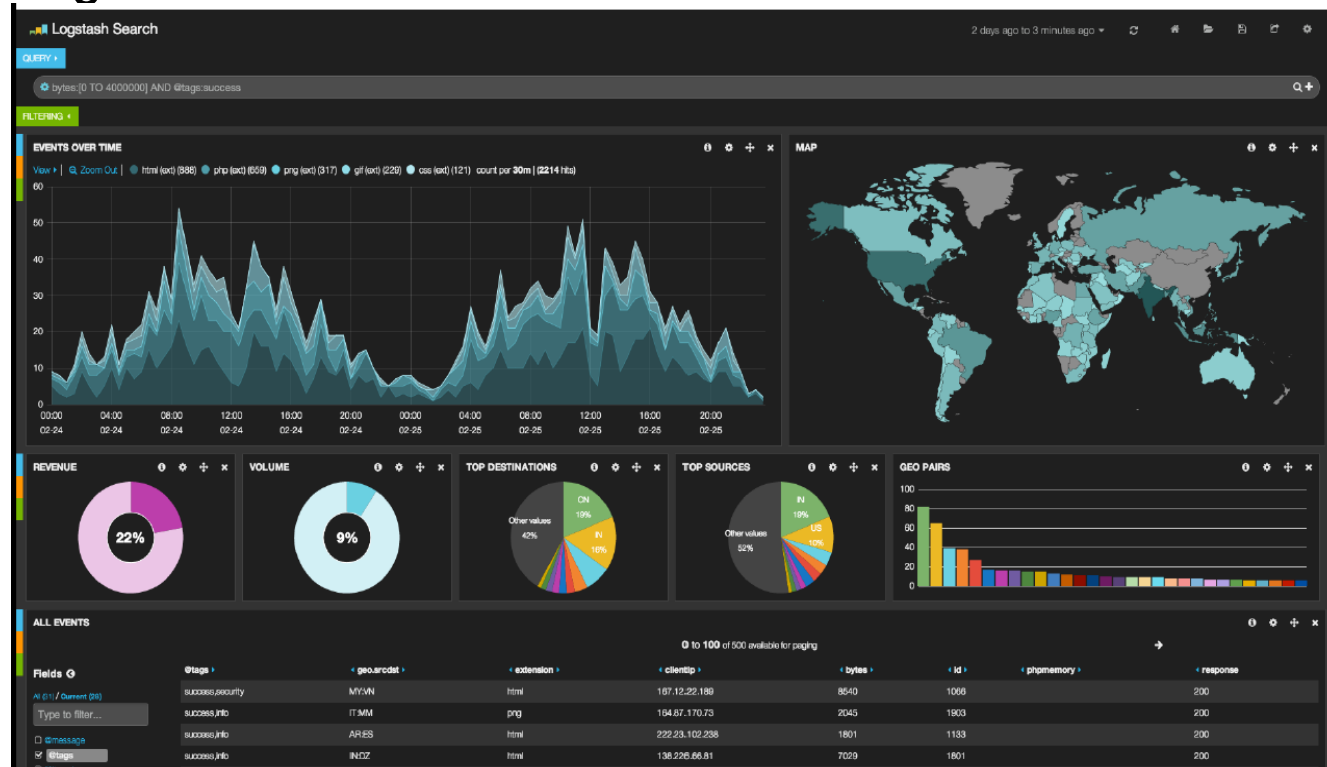 Logstash Search
2 days ago to 3 minutes ago
QUERY
bytes:[0 TO 4000000] AND @tags:success
FILTERING
EVENTS OVER TIME
View | Zoom Out | html (ext) (888) php (ext) (659) png (ext) (317) gif (ext) (229) css (ext) (121) count per 30m | (2214 hits)
60
50
40
30
20
10
0
00:00 04:00 08:00 12:00 16:00 20:00 00:00 04:00 08:00 12:00 16:00 20:00
02-24 02-24 02-24 02-24 02-24 02-24 02-25 02-25 02-25 02-25 02-25 02-25
MAP
REVENUE
22%
VOLUME
9%
TOP DESTINATIONS
CN
19%
Other values
42%
IN
16%
TOP SOURCES
IN
19%
US
10%
Other values
52%
GEO PAIRS
100
80
60
40
20
0
ALL EVENTS
0 to 100 of 500 available for paging
Fields
All (31) / Current (28)
Type to filter...
@message
@tags
@tags geo.srcdst extension clientip bytes id phpmemory response
success,security MY:VN html 167.12.22.189 8540 1066 200
success,info IT:MM png 164.87.170.73 2045 1903 200
success,info AR:ES html 222.23.102.238 1801 1133 200
success,info IN:DZ html 138.226.66.81 7029 1801 200